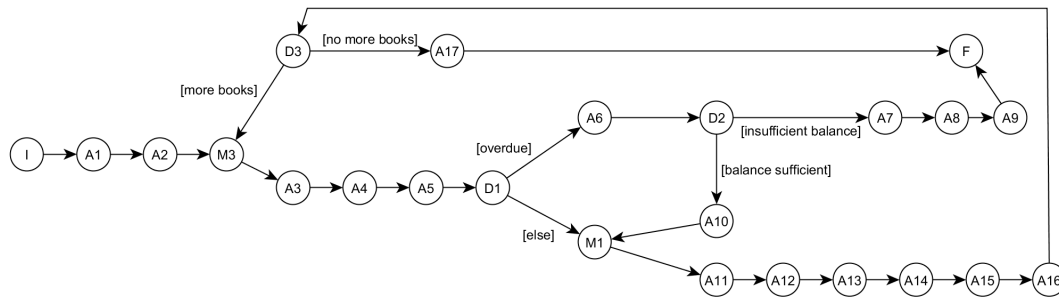 D3
[no more books]
A17
F
[more books]
A6
D2
[insufficient balance]
A7
A8
A9
I
A1
A2
M3
[overdue]
[balance sufficient]
A3
A4
A5
D1
A10
[else]
M1
A11
A12
A13
A14
A15
A16